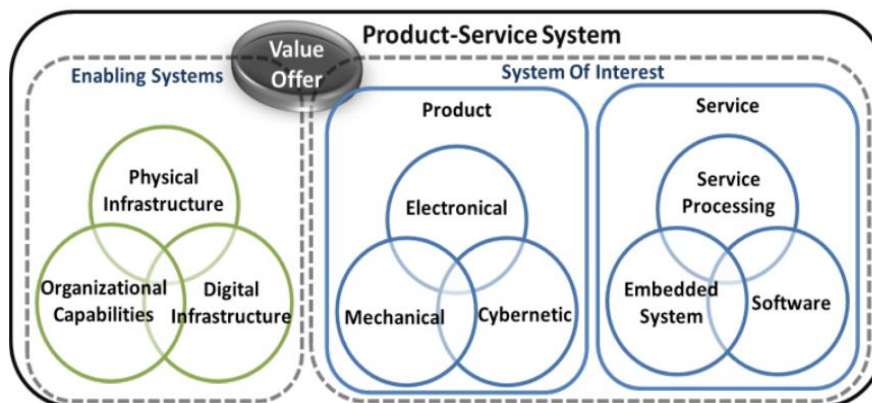 Product-Service System
Value
Offer
Enabling Systems
System Of Interest
Physical
Infrastructure
Organizational
Capabilities
Digital
Infrastructure
Product
Electronical
Mechanical
Cybernetic
Service
Service
Processing
Embedded
System
Software